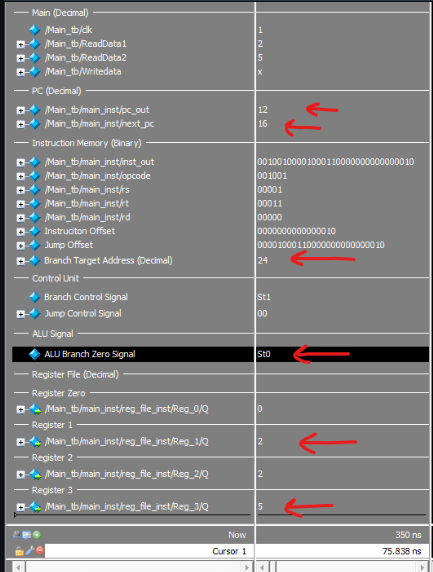 Main (Decimal)
/Main_tb/clk 1
/Main_tb/ReadData1 2
/Main_tb/ReadData2 5
/Main_tb/Writedata x
PC (Decimal)
/Main_tb/main_inst/pc_out 12
/Main_tb/main_inst/next_pc 16
Instruction Memory (Binary)
/Main_tb/main_inst/inst_out 00100100001000110000000000000010
/Main_tb/main_inst/opcode 001001
/Main_tb/main_inst/rs 00001
/Main_tb/main_inst/rt 00011
/Main_tb/main_inst/rd 00000
Instruciton Offset 0000000000000010
Jump Offset 00001000110000000000000010
Branch Target Address (Decimal) 24
Control Unit
Branch Control Signal St1
Jump Control Signal 00
ALU Signal
ALU Branch Zero Signal St0
Register File (Decimal)
Register Zero
/Main_tb/main_inst/reg_file_inst/Reg_0/Q 0
Register 1
/Main_tb/main_inst/reg_file_inst/Reg_1/Q 2
Register 2
/Main_tb/main_inst/reg_file_inst/Reg_2/Q 2
Register 3
/Main_tb/main_inst/reg_file_inst/Reg_3/Q 5
Now 350 ns
Cursor 1 75.838 ns